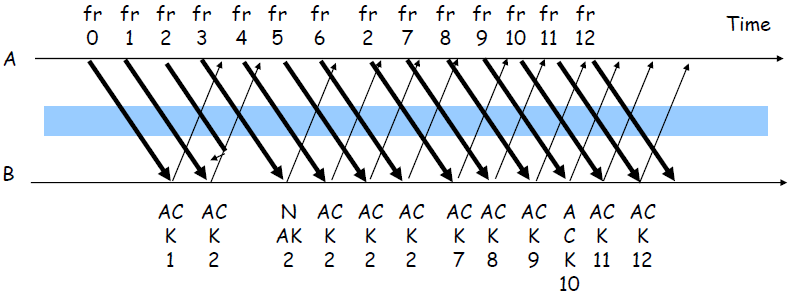 fr fr fr fr fr fr fr fr fr fr fr fr fr fr
0 1 2 3 4 5 6 2 7 8 9 10 11 12
Time
A
B
AC AC N AC AC AC AC AC AC A AC AC
K K AK K K K K K K C K K
1 2 2 2 2 2 7 8 9 K 11 12
10